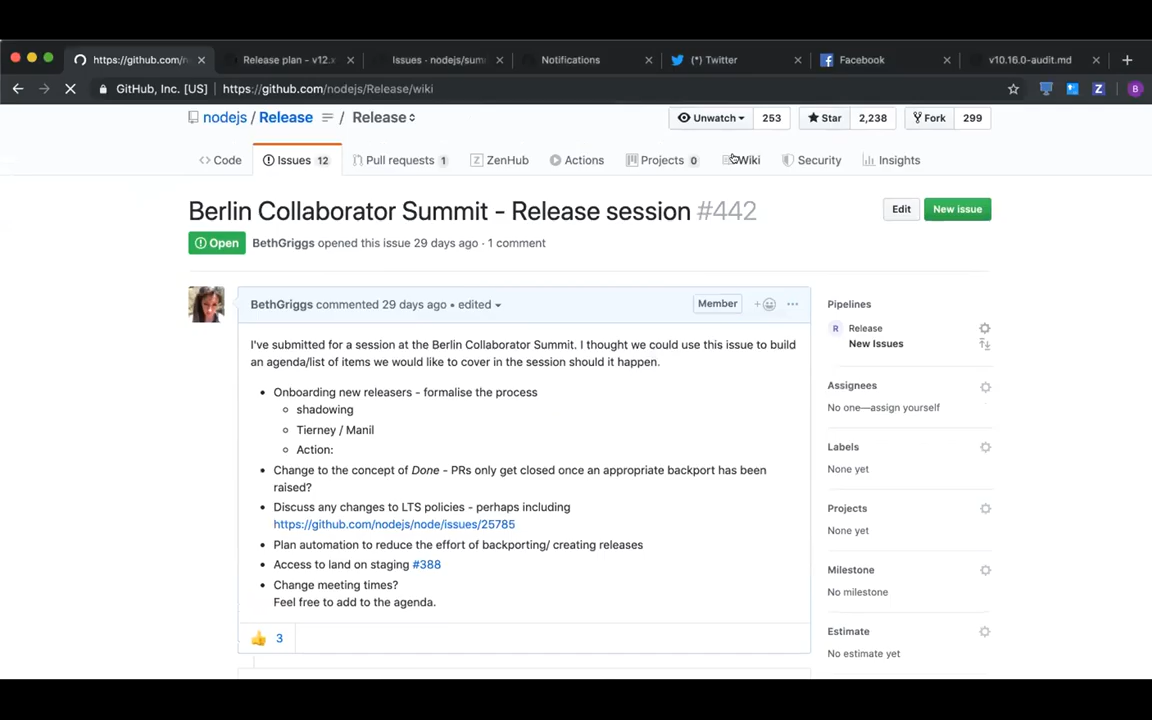 https://github.com/n
Release plan - v12.x
Issues - nodejs/sum
Notifications
(*) Twitter
Facebook
v10.16.0-audit.md
GitHub, Inc. [US]
https://github.com/nodejs/Release/wiki
nodejs / Release / Release
Unwatch 253 Star 2,238 Fork 299
Code Issues 12 Pull requests 1 ZenHub Actions Projects 0 Wiki Security Insights
Berlin Collaborator Summit - Release session #442
Edit New issue
Open BethGriggs opened this issue 29 days ago · 1 comment
BethGriggs commented 29 days ago • edited
Member
I've submitted for a session at the Berlin Collaborator Summit. I thought we could use this issue to build
an agenda/list of items we would like to cover in the session should it happen.
• Onboarding new releasers - formalise the process
shadowing
Tierney / Manil
Action:
• Change to the concept of Done - PRs only get closed once an appropriate backport has been
raised?
• Discuss any changes to LTS policies - perhaps including
https://github.com/nodejs/node/issues/25785
• Plan automation to reduce the effort of backporting/ creating releases
• Access to land on staging #388
• Change meeting times?
Feel free to add to the agenda.
3
Pipelines
R Release
New Issues
Assignees
No one—assign yourself
Labels
None yet
Projects
None yet
Milestone
No milestone
Estimate
No estimate yet